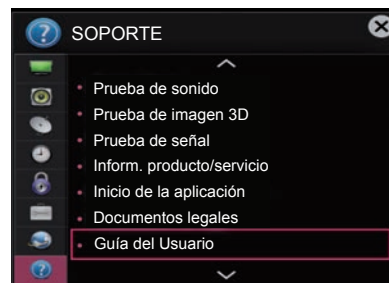 SOPORTE
Prueba de sonido
Prueba de imagen 3D
Prueba de señal
Inform. producto/servicio
Inicio de la aplicación
Documentos legales
Guía del Usuario